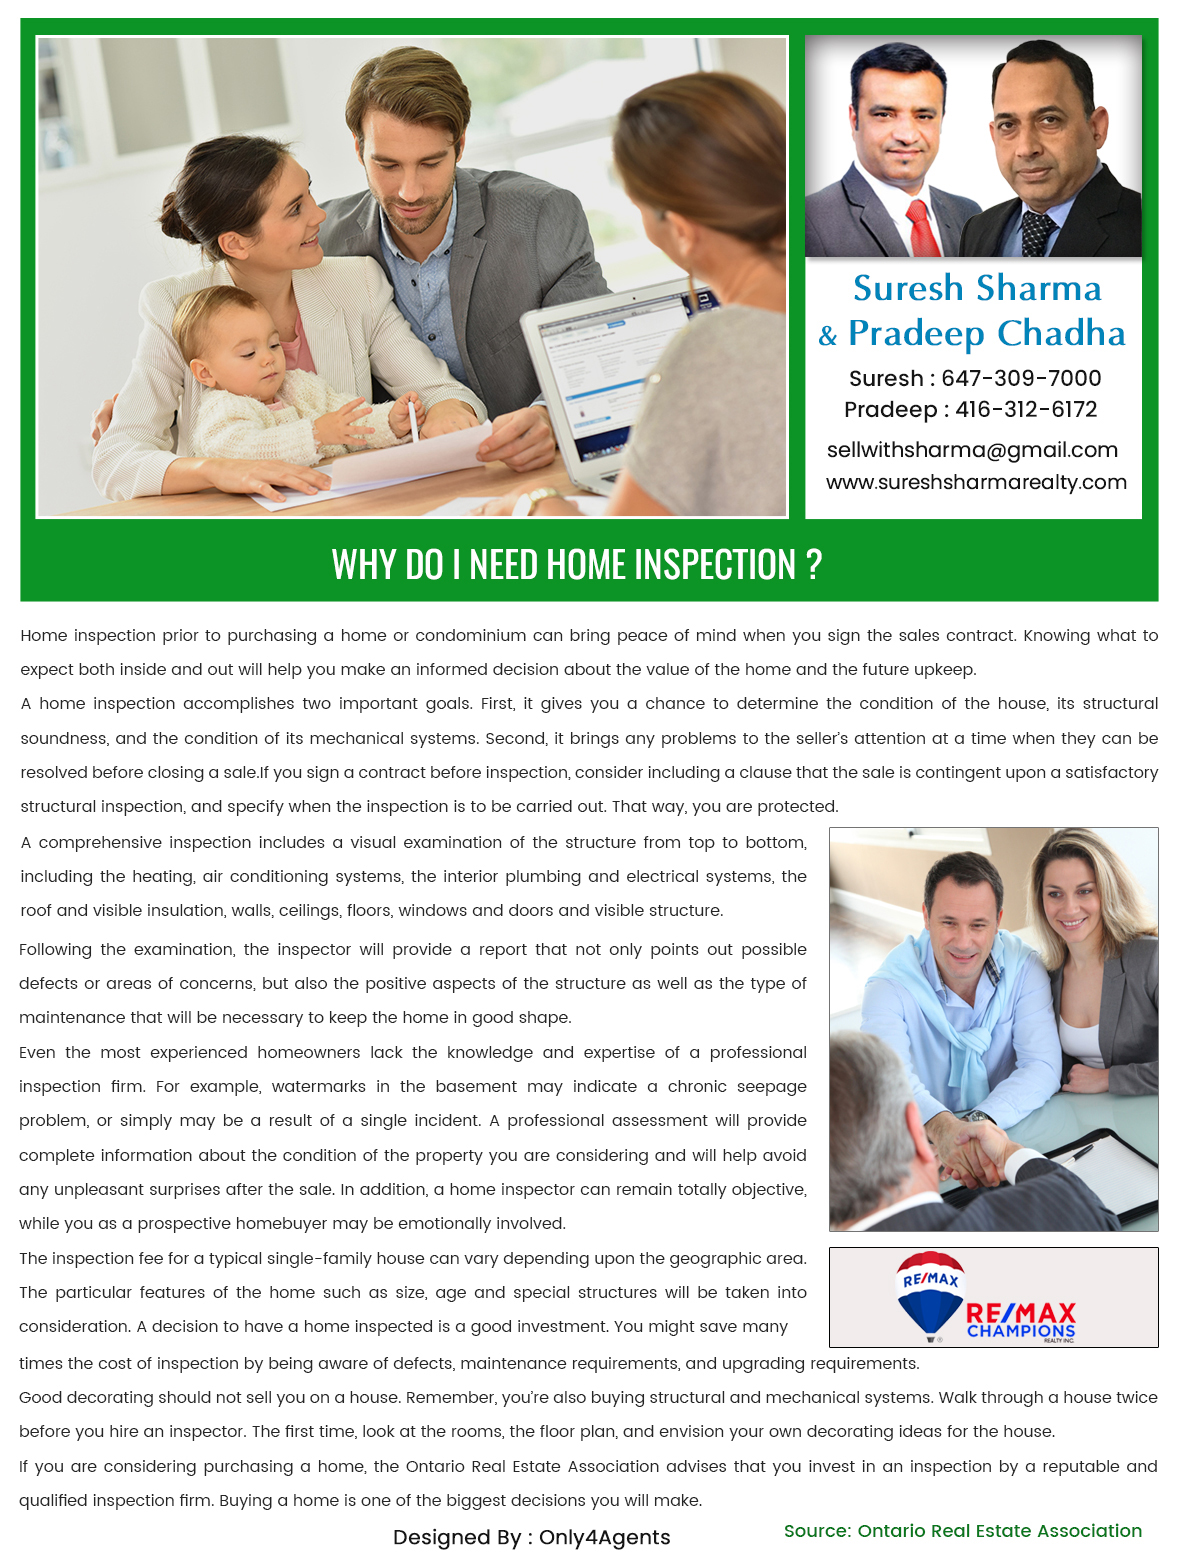 Suresh Sharma
& Pradeep Chadha
Suresh : 647-309-7000
Pradeep : 416-312-6172
sellwithsharma@gmail.com
www.sureshsharmarealty.com
WHY DO I NEED HOME INSPECTION ?
Home inspection prior to purchasing a home or condominium can bring peace of mind when you sign the sales contract. Knowing what to
expect both inside and out will help you make an informed decision about the value of the home and the future upkeep.
A home inspection accomplishes two important goals. First, it gives you a chance to determine the condition of the house, its structural
soundness, and the condition of its mechanical systems. Second, it brings any problems to the seller's attention at a time when they can be
resolved before closing a sale.If you sign a contract before inspection, consider including a clause that the sale is contingent upon a satisfactory
structural inspection, and specify when the inspection is to be carried out. That way, you are protected.
A comprehensive inspection includes a visual examination of the structure from top to bottom,
including the heating, air conditioning systems, the interior plumbing and electrical systems, the
roof and visible insulation, walls, ceilings, floors, windows and doors and visible structure.
Following the examination, the inspector will provide a report that not only points out possible
defects or areas of concerns, but also the positive aspects of the structure as well as the type of
maintenance that will be necessary to keep the home in good shape.
Even the most experienced homeowners lack the knowledge and expertise of a professional
inspection firm. For example, watermarks in the basement may indicate a chronic seepage
problem, or simply may be a result of a single incident. A professional assessment will provide
complete information about the condition of the property you are considering and will help avoid
any unpleasant surprises after the sale. In addition, a home inspector can remain totally objective,
while you as a prospective homebuyer may be emotionally involved.
The inspection fee for a typical single-family house can vary depending upon the geographic area.
The particular features of the home such as size, age and special structures will be taken into
consideration. A decision to have a home inspected is a good investment. You might save many
times the cost of inspection by being aware of defects, maintenance requirements, and upgrading requirements.
RE/MAX
RE/MAX
CHAMPIONS
REALTY INC.
Good decorating should not sell you on a house. Remember, you're also buying structural and mechanical systems. Walk through a house twice
before you hire an inspector. The first time, look at the rooms, the floor plan, and envision your own decorating ideas for the house.
If you are considering purchasing a home, the Ontario Real Estate Association advises that you invest in an inspection by a reputable and
qualified inspection firm. Buying a home is one of the biggest decisions you will make.
Designed By : Only4Agents
Source: Ontario Real Estate Association